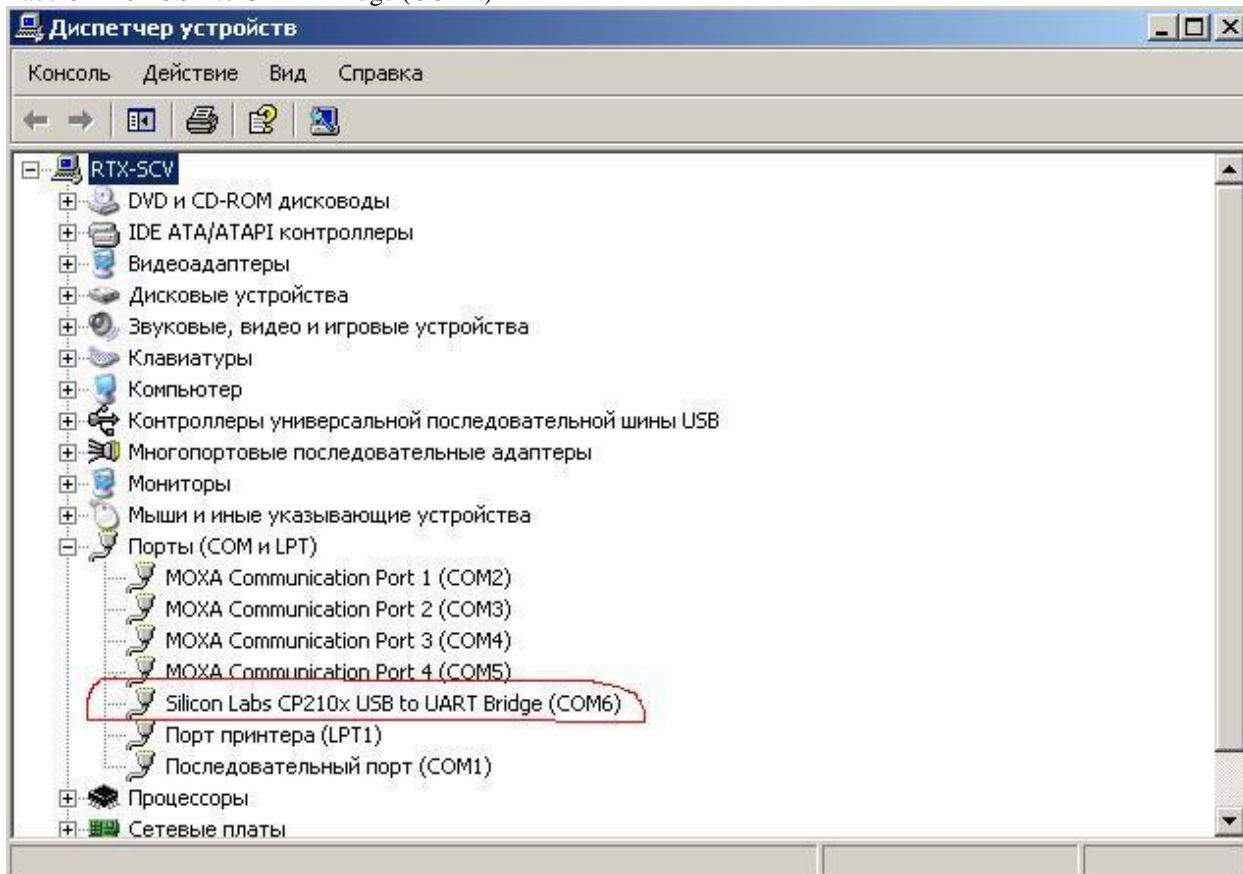 Диспетчер устройств
Консоль Действие Вид Справка
RTX-SCV
DVD и CD-ROM дисководы
IDE ATA/ATAPI контроллеры
Видеоадаптеры
Дисковые устройства
Звуковые, видео и игровые устройства
Клавиатуры
Компьютер
Контроллеры универсальной последовательной шины USB
Многопортовые последовательные адаптеры
Мониторы
Мыши и иные указывающие устройства
Порты (COM и LPT)
MOXA Communication Port 1 (COM2)
MOXA Communication Port 2 (COM3)
MOXA Communication Port 3 (COM4)
MOXA Communication Port 4 (COM5)
Silicon Labs CP210x USB to UART Bridge (COM6)
Порт принтера (LPT1)
Последовательный порт (COM1)
Процессоры
Сетевые платы